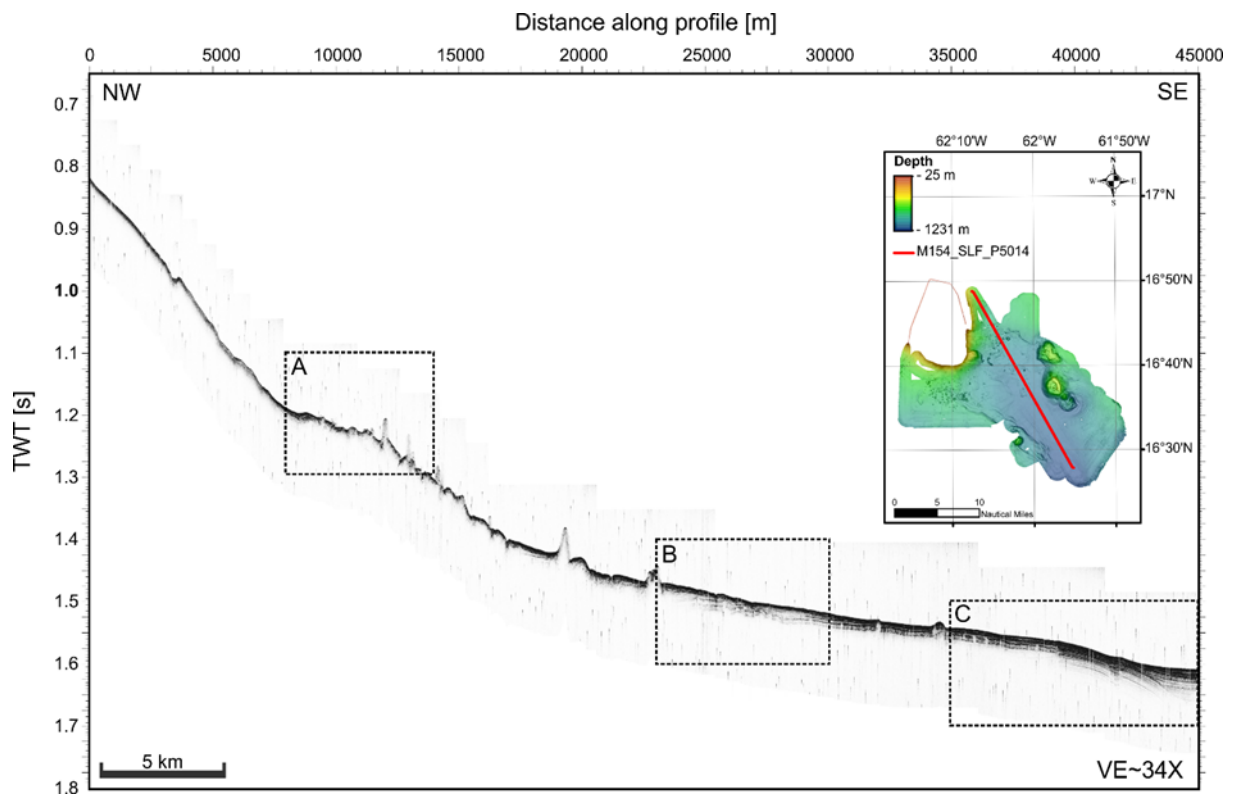 Distance along profile [m]
0 5000 10000 15000 20000 25000 30000 35000 40000 45000
NW
SE
TWT [s]
0.7
0.8
0.9
1.0
1.1
1.2
1.3
1.4
1.5
1.6
1.7
1.8
A
B
C
62°10'W 62°W 61°50'W
Depth
- 25 m
- 1231 m
M154_SLF_P5014
N
W E
S
17°N
16°50'N
16°40'N
16°30'N
0 5 10
Nautical Miles
5 km
VE~34X